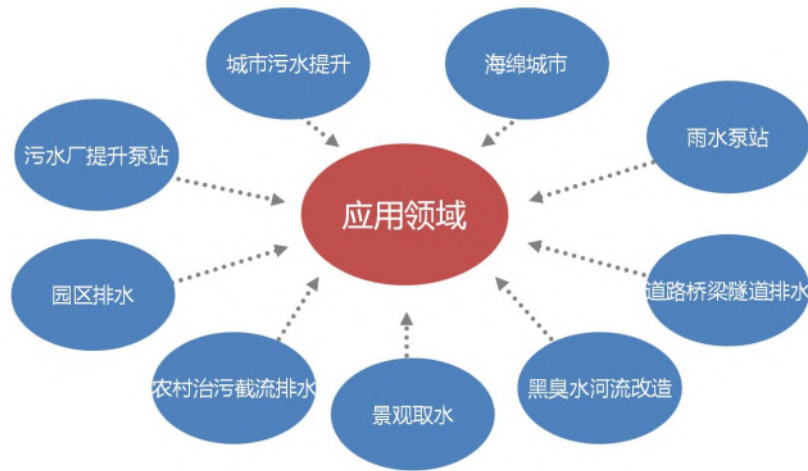 城市污水提升
海绵城市
污水厂提升泵站
雨水泵站
应用领域
园区排水
道路桥梁隧道排水
农村治污截流排水
景观取水
黑臭水河流改造